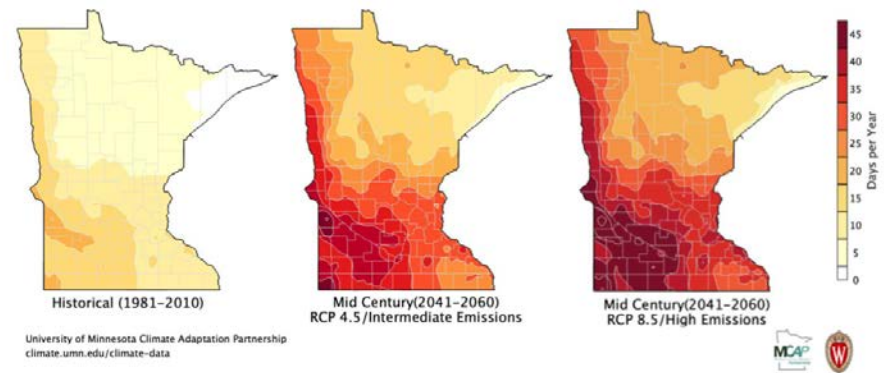 Historical (1981-2010)
Mid Century(2041-2060)
RCP 4.5/Intermediate Emissions
Mid Century(2041-2060)
RCP 8.5/High Emissions
45
40
35
30
25
20
15
10
5
0
Days per Year
University of Minnesota Climate Adaptation Partnership
climate.umn.edu/climate-data
MCAP
W